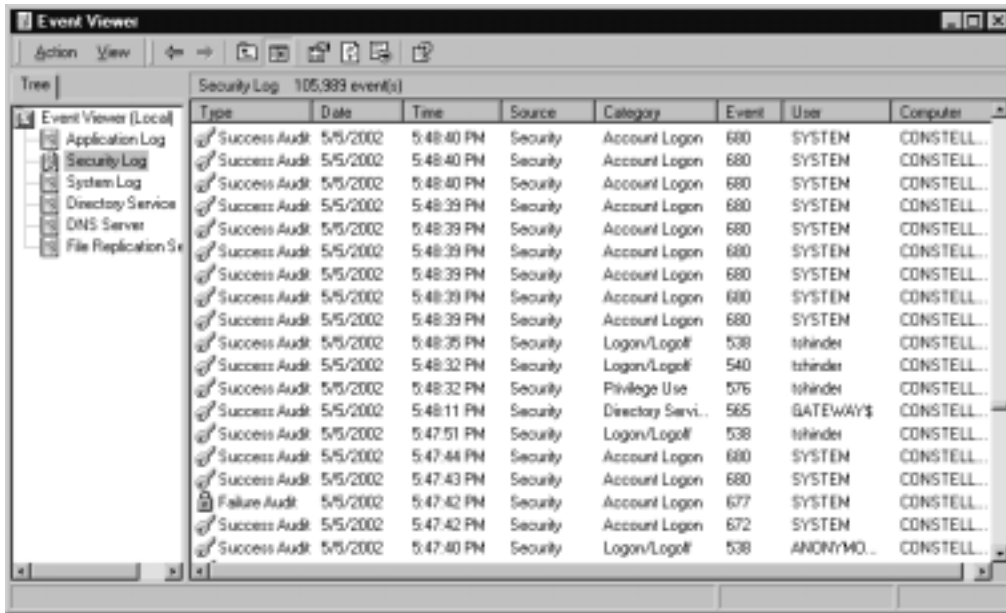 Event Viewer
Action View
Tree
Security Log 105,989 event(s)
Event Viewer (Local)
Application Log
Security Log
System Log
Directory Service
DNS Server
File Replication Se
Type Date Time Source Category Event User Computer
Success Audit 5/5/2002 5:48:40 PM Security Account Logon 680 SYSTEM CONSTELL...
Success Audit 5/5/2002 5:48:40 PM Security Account Logon 680 SYSTEM CONSTELL...
Success Audit 5/5/2002 5:48:40 PM Security Account Logon 680 SYSTEM CONSTELL...
Success Audit 5/5/2002 5:48:39 PM Security Account Logon 680 SYSTEM CONSTELL...
Success Audit 5/5/2002 5:48:39 PM Security Account Logon 680 SYSTEM CONSTELL...
Success Audit 5/5/2002 5:48:39 PM Security Account Logon 680 SYSTEM CONSTELL...
Success Audit 5/5/2002 5:48:39 PM Security Account Logon 680 SYSTEM CONSTELL...
Success Audit 5/5/2002 5:48:39 PM Security Account Logon 680 SYSTEM CONSTELL...
Success Audit 5/5/2002 5:48:39 PM Security Account Logon 680 SYSTEM CONSTELL...
Success Audit 5/5/2002 5:48:35 PM Security Logon/Logoff 538 tshinder CONSTELL...
Success Audit 5/5/2002 5:48:32 PM Security Logon/Logoff 540 tshinder CONSTELL...
Success Audit 5/5/2002 5:48:32 PM Security Privilege Use 576 tshinder CONSTELL...
Success Audit 5/5/2002 5:48:11 PM Security Directory Servi... 565 GATEWAY$ CONSTELL...
Success Audit 5/5/2002 5:47:51 PM Security Logon/Logoff 538 tshinder CONSTELL...
Success Audit 5/5/2002 5:47:44 PM Security Account Logon 680 SYSTEM CONSTELL...
Success Audit 5/5/2002 5:47:43 PM Security Account Logon 680 SYSTEM CONSTELL...
Failure Audit 5/5/2002 5:47:42 PM Security Account Logon 677 SYSTEM CONSTELL...
Success Audit 5/5/2002 5:47:42 PM Security Account Logon 672 SYSTEM CONSTELL...
Success Audit 5/5/2002 5:47:40 PM Security Logon/Logoff 538 ANONYMO... CONSTELL...